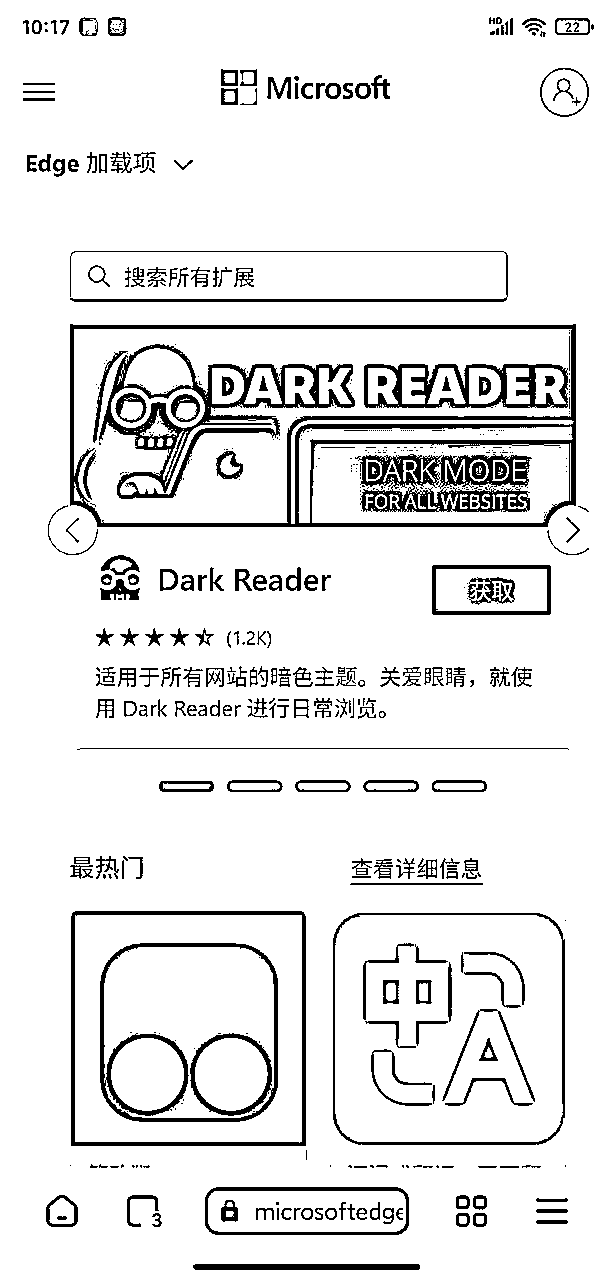 10:17
HD
22
Microsoft
Edge 加载项
搜索所有扩展
DARK READER
DARK MODE
FOR ALL WEBSITES
Dark Reader
获取
(1.2K)
适用于所有网站的暗色主题。关爱眼睛，就使
用 Dark Reader 进行日常浏览。
最热门
查看详细信息
中
A
3
microsoftedge